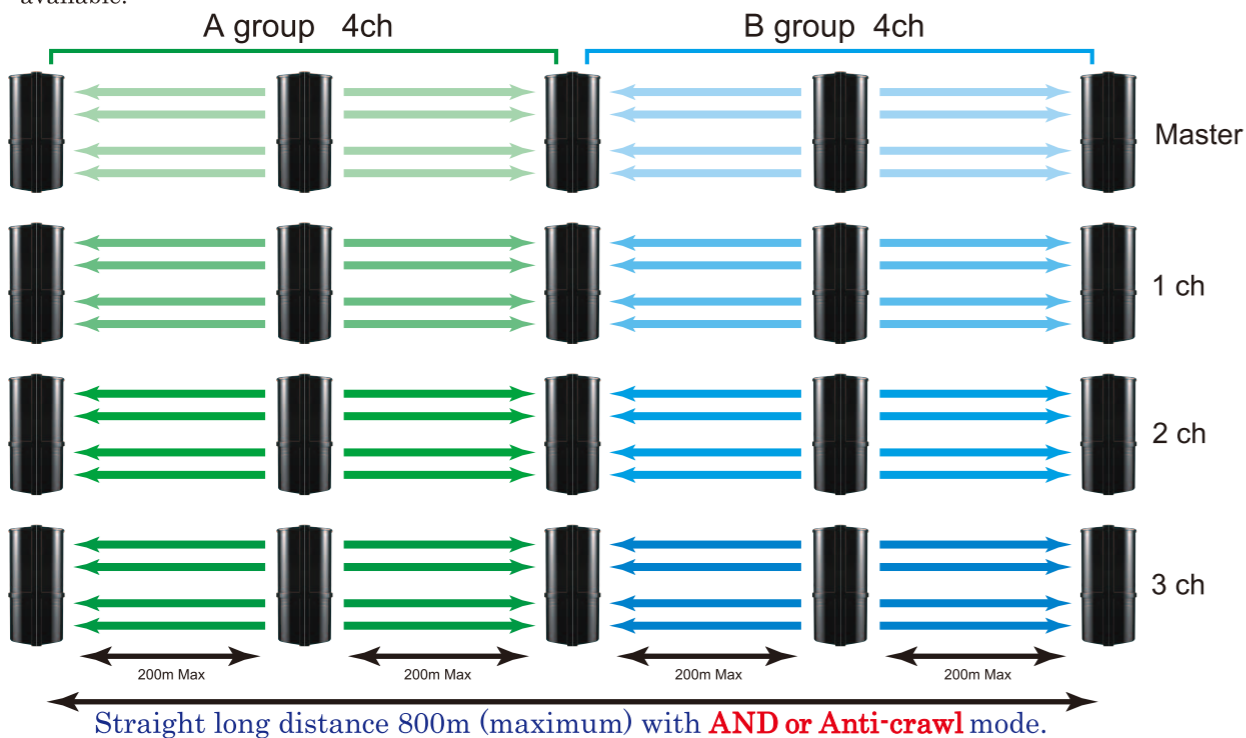 available.
A group 4ch
B group 4ch
Master
1 ch
2 ch
3 ch
200m Max
200m Max
200m Max
200m Max
Straight long distance 800m (maximum) with AND or Anti-crawl mode.